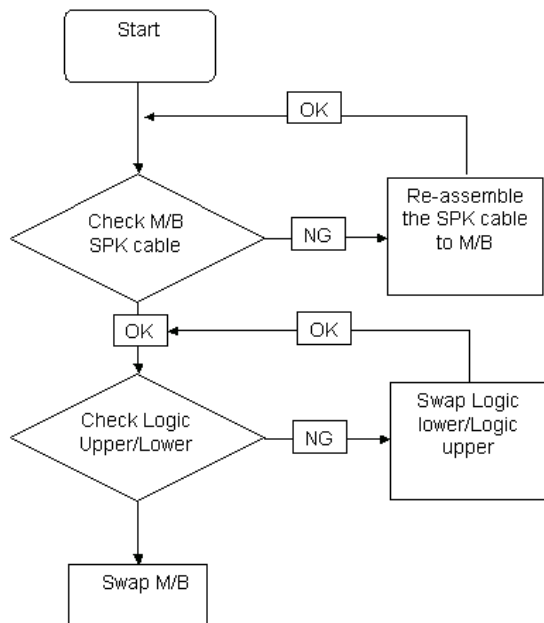 Start
OK
Check M/B
SPK cable
NG
Re-assemble
the SPK cable
to M/B
OK
OK
Check Logic
Upper/Lower
NG
Swap Logic
lower/Logic
upper
Swap M/B